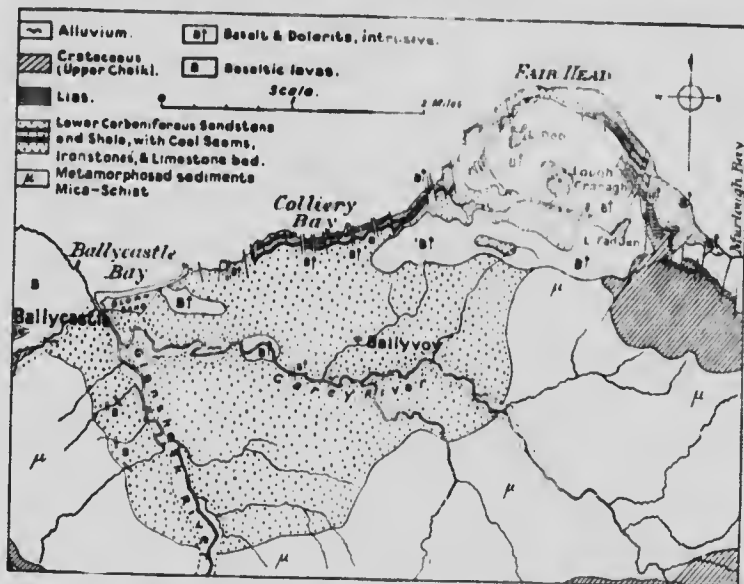 Alluvium.
Cretaceous
(Upper Chalk).
Lias.
Lower Carboniferous Sandstone
and Shale, with Coal Seams,
Ironstones, & Limestone bed.
μ Metamorphosed sediments
Mica-Schist
B↑ Basalt & Dolerite, intrusive.
B Basaltic lavas.
Scale.
2 Miles
FAIR HEAD
Lough
Cranagh
L. Fadden
Murlough Bay
Colliery
Bay
Ballycastle
Bay
Ballycastle
Ballyvoy
Carey River
B↑
B↑
B↑
B↑
B↑
B↑
B
B
B
μ
μ
μ
μ
μ